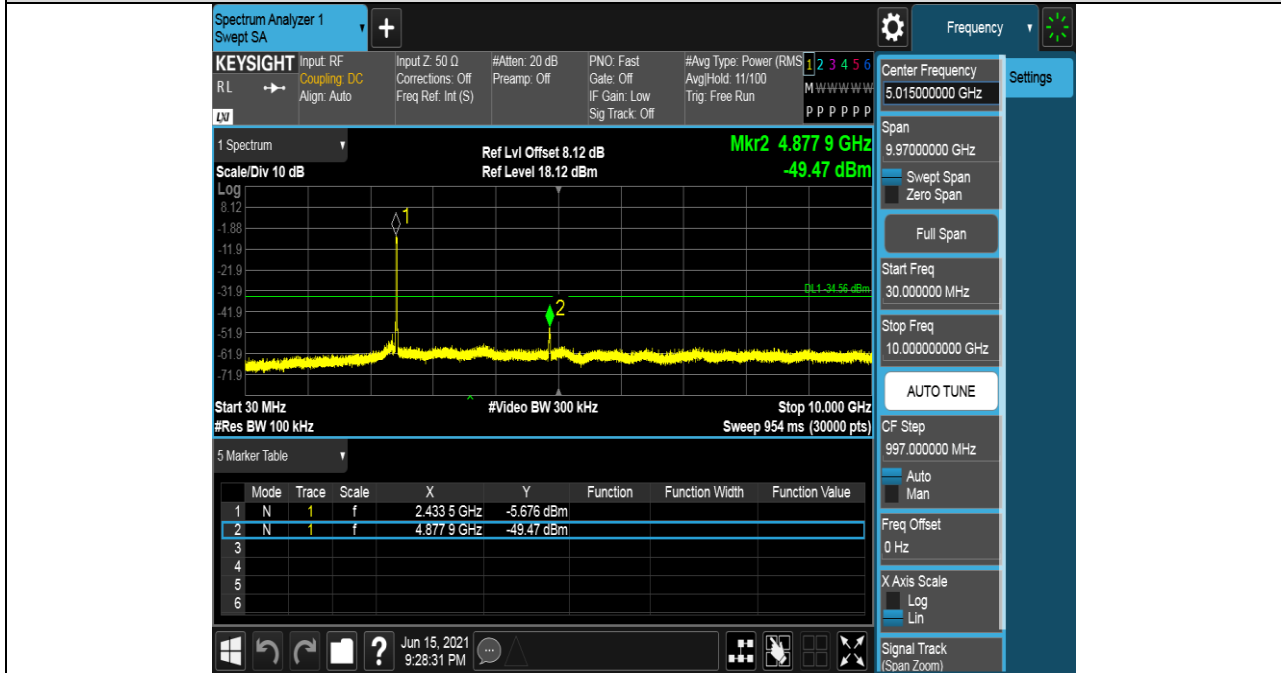 Spectrum Analyzer 1
Swept SA
Frequency
KEYSIGHT
RL
LXI
Input: RF
Coupling: DC
Align: Auto
Input Z: 50 Ω
Corrections: Off
Freq Ref: Int (S)
#Atten: 20 dB
Preamp: Off
PNO: Fast
Gate: Off
IF Gain: Low
Sig Track: Off
#Avg Type: Power (RMS
Avg|Hold: 11/100
Trig: Free Run
1 2 3 4 5 6
M W W W W W
P P P P P P
1 Spectrum
Scale/Div 10 dB
Ref Lvl Offset 8.12 dB
Ref Level 18.12 dBm
Mkr2 4.877 9 GHz
-49.47 dBm
Log
8.12
-1.88
-11.9
-21.9
-31.9
-41.9
-51.9
-61.9
-71.9
1
2
DL1 -34.56 dBm
Start 30 MHz
#Res BW 100 kHz
#Video BW 300 kHz
Stop 10.000 GHz
Sweep 954 ms (30000 pts)
5 Marker Table
Mode Trace Scale X Y Function Function Width Function Value
1 N 1 f 2.433 5 GHz -5.676 dBm
2 N 1 f 4.877 9 GHz -49.47 dBm
3
4
5
6
?
Jun 15, 2021
9:28:31 PM
Center Frequency
5.015000000 GHz
Settings
Span
9.97000000 GHz
Swept Span
Zero Span
Full Span
Start Freq
30.000000 MHz
Stop Freq
10.000000000 GHz
AUTO TUNE
CF Step
997.000000 MHz
Auto
Man
Freq Offset
0 Hz
X Axis Scale
Log
Lin
Signal Track
(Span Zoom)